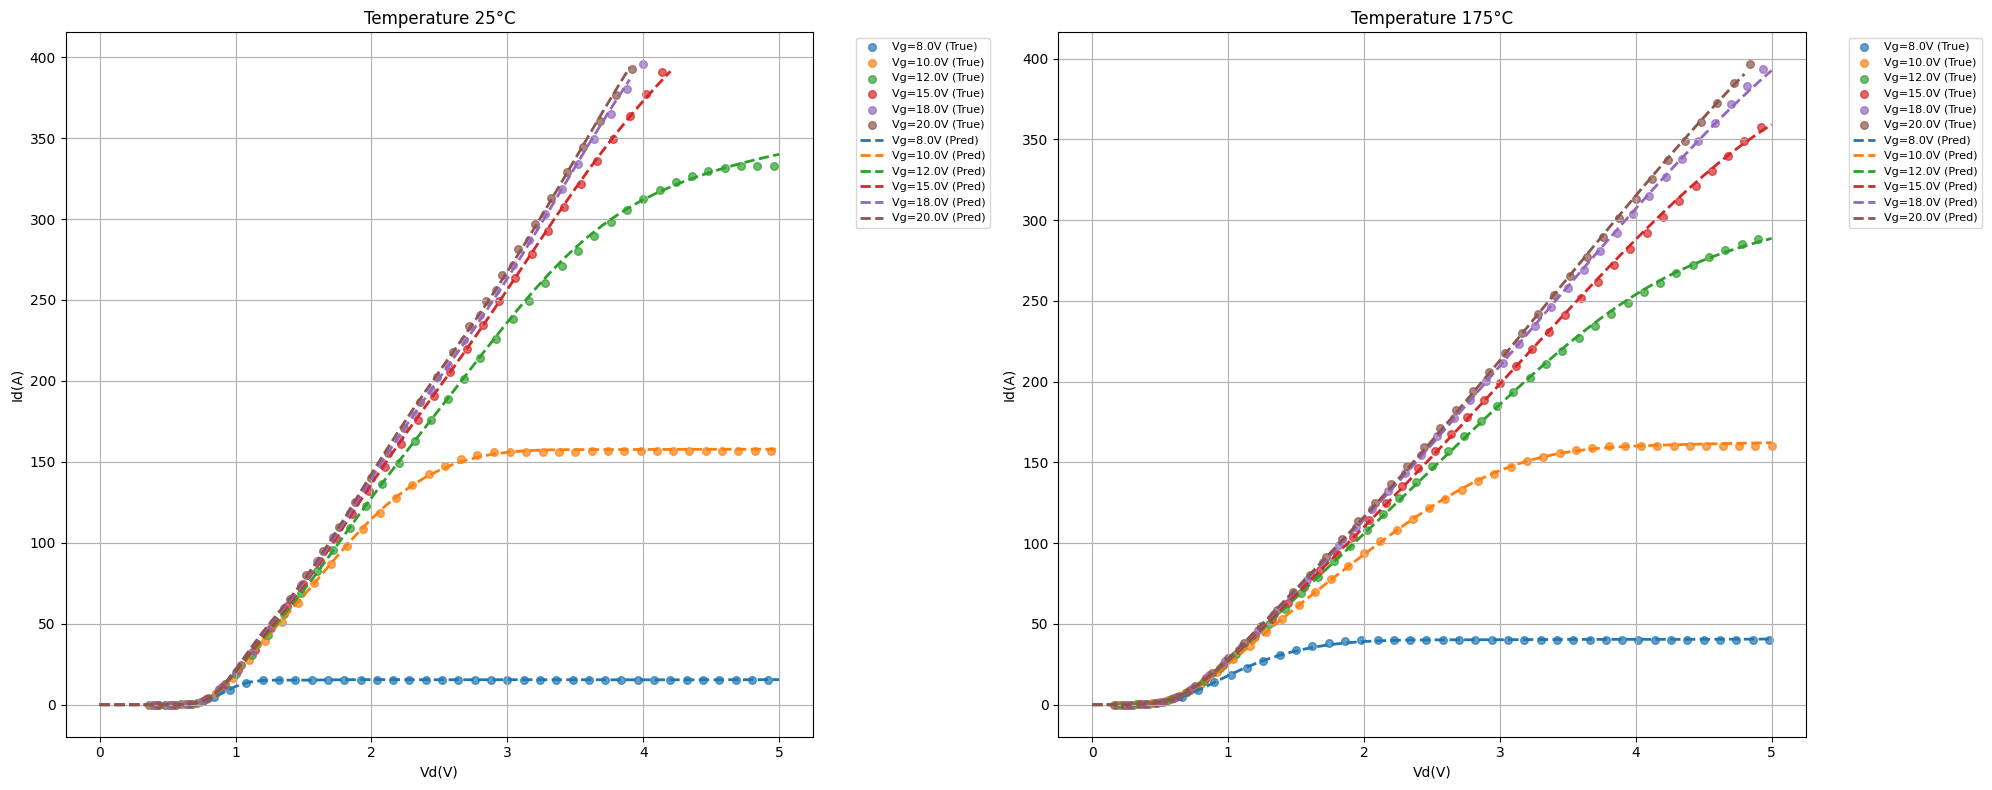 Temperature 25°C
400
350
300
250
200
150
100
50
0
Id(A)
0 1 2 3 4 5
Vd(V)
Vg=8.0V (True)
Vg=10.0V (True)
Vg=12.0V (True)
Vg=15.0V (True)
Vg=18.0V (True)
Vg=20.0V (True)
Vg=8.0V (Pred)
Vg=10.0V (Pred)
Vg=12.0V (Pred)
Vg=15.0V (Pred)
Vg=18.0V (Pred)
Vg=20.0V (Pred)
Temperature 175°C
400
350
300
250
200
150
100
50
0
Id(A)
0 1 2 3 4 5
Vd(V)
Vg=8.0V (True)
Vg=10.0V (True)
Vg=12.0V (True)
Vg=15.0V (True)
Vg=18.0V (True)
Vg=20.0V (True)
Vg=8.0V (Pred)
Vg=10.0V (Pred)
Vg=12.0V (Pred)
Vg=15.0V (Pred)
Vg=18.0V (Pred)
Vg=20.0V (Pred)